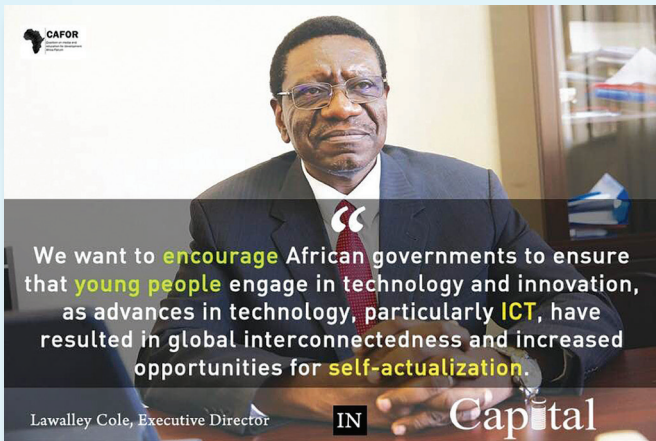 CAFOR
“
We want to encourage African governments to ensure
that young people engage in technology and innovation,
as advances in technology, particularly ICT, have
resulted in global interconnectedness and increased
opportunities for self-actualization.
Lawalley Cole, Executive Director
IN
Capital